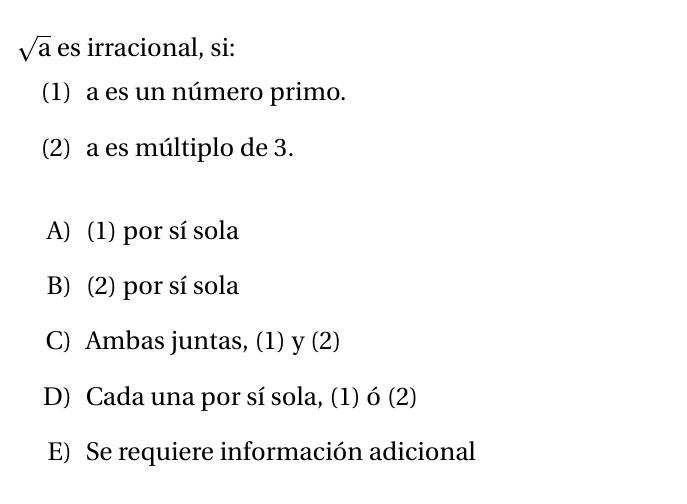 √a es irracional, si:
(1) a es un número primo.
(2) a es múltiplo de 3.
A) (1) por sí sola
B) (2) por sí sola
C) Ambas juntas, (1) y (2)
D) Cada una por sí sola, (1) ó (2)
E) Se requiere información adicional